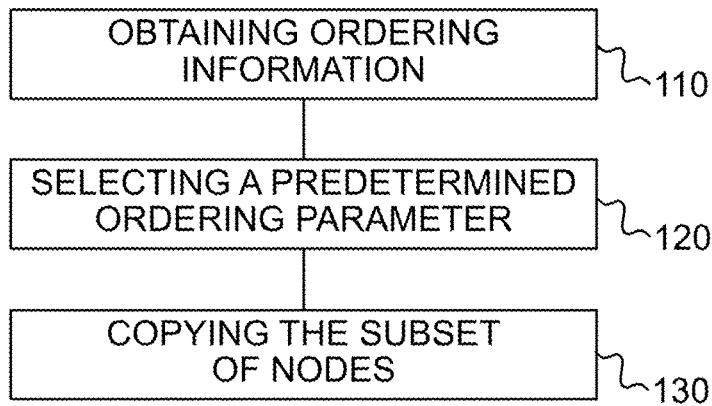 OBTAINING ORDERING
INFORMATION
110
SELECTING A PREDETERMINED
ORDERING PARAMETER
120
COPYING THE SUBSET
OF NODES
130